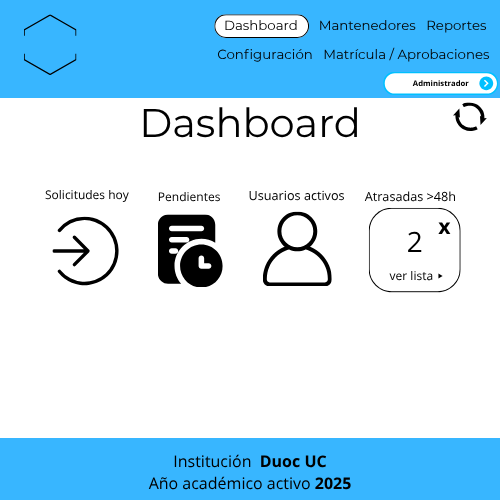 Dashboard Mantenedores Reportes
Configuración Matrícula / Aprobaciones
Administrador
Dashboard
Solicitudes hoy Pendientes Usuarios activos Atrasadas >48h
x
2
ver lista
Institución Duoc UC
Año académico activo 2025